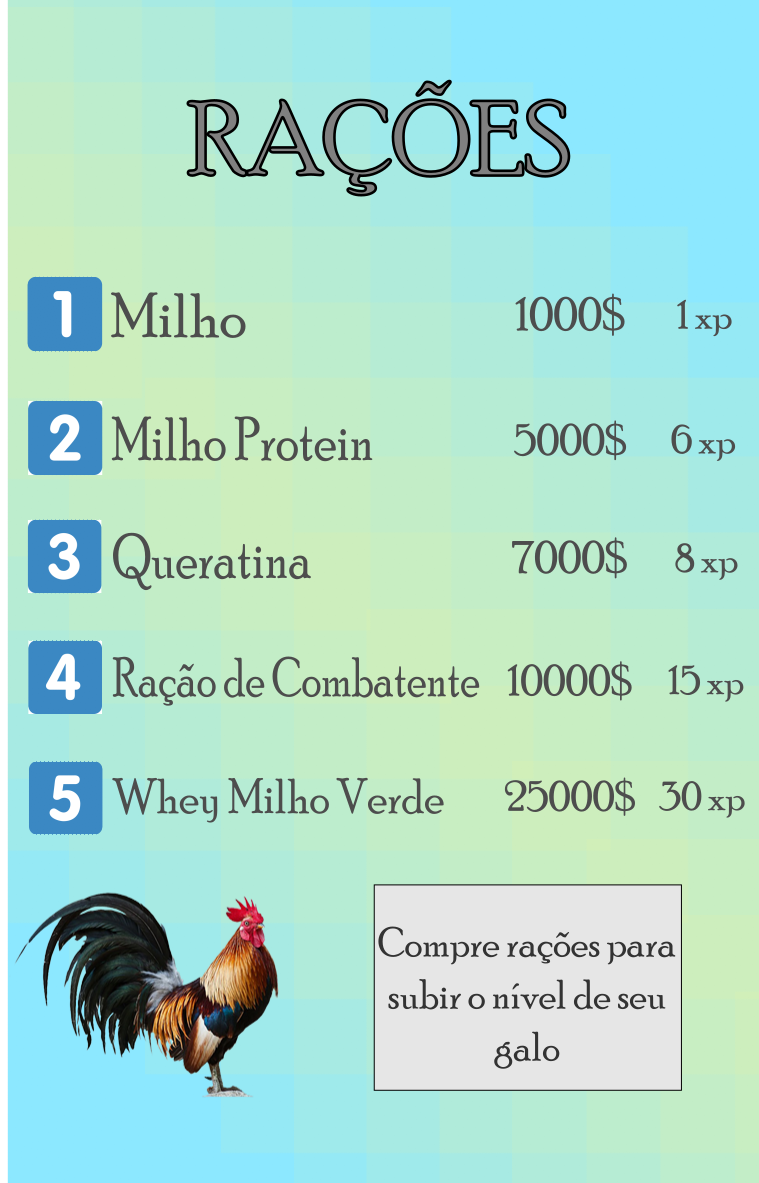 RAÇÕES
1 Milho 1000$ 1 xp
2 Milho Protein 5000$ 6 xp
3 Queratina 7000$ 8 xp
4 Ração de Combatente 10000$ 15 xp
5 Whey Milho Verde 25000$ 30 xp
Compre rações para
subir o nível de seu
galo